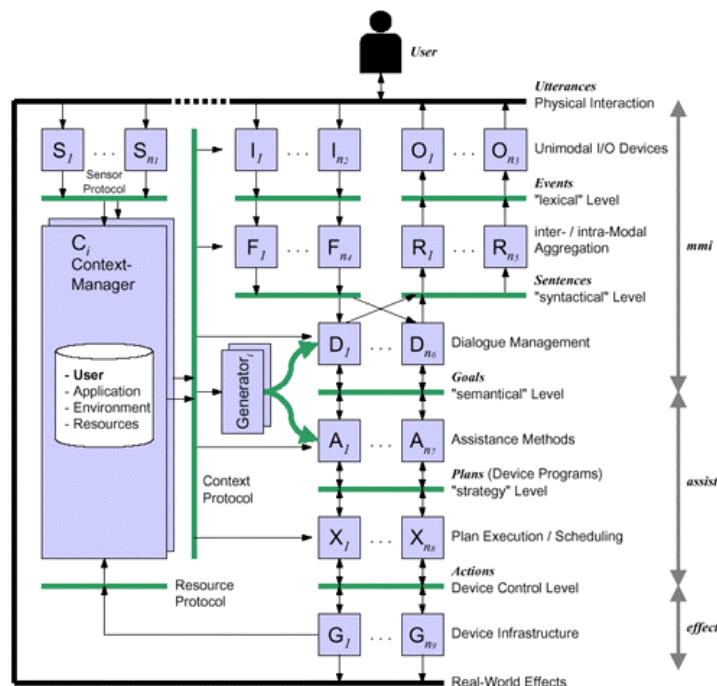 User
Utterances
Physical Interaction
S1 ... Sn1
I1 ... In2
O1 ... On3
Unimodal I/O Devices
Sensor
Protocol
Events
"lexical" Level
Ci
Context-
Manager
F1 ... Fn4
R1 ... Rn5
inter- / intra-Modal
Aggregation
mmi
Sentences
"syntactical" Level
D1 ... Dn6
Dialogue Management
- User
- Application
- Environment
- Resources
Generatori
Goals
"semantical" Level
A1 ... An7
Assistance Methods
Context
Protocol
Plans (Device Programs)
"strategy" Level
assist
X1 ... Xn8
Plan Execution / Scheduling
Resource
Protocol
Actions
Device Control Level
G1 ... Gn9
Device Infrastructure
effect
Real-World Effects